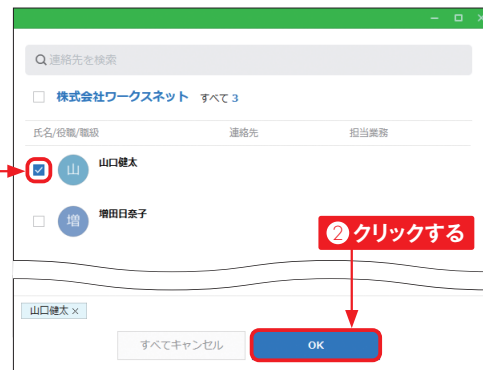 連絡先を検索
株式会社ワークスネット すべて 3
氏名/役職/職級 連絡先 担当業務
山 山口健太
増 増田日奈子
② クリックする
山口健太 ×
すべてキャンセル OK